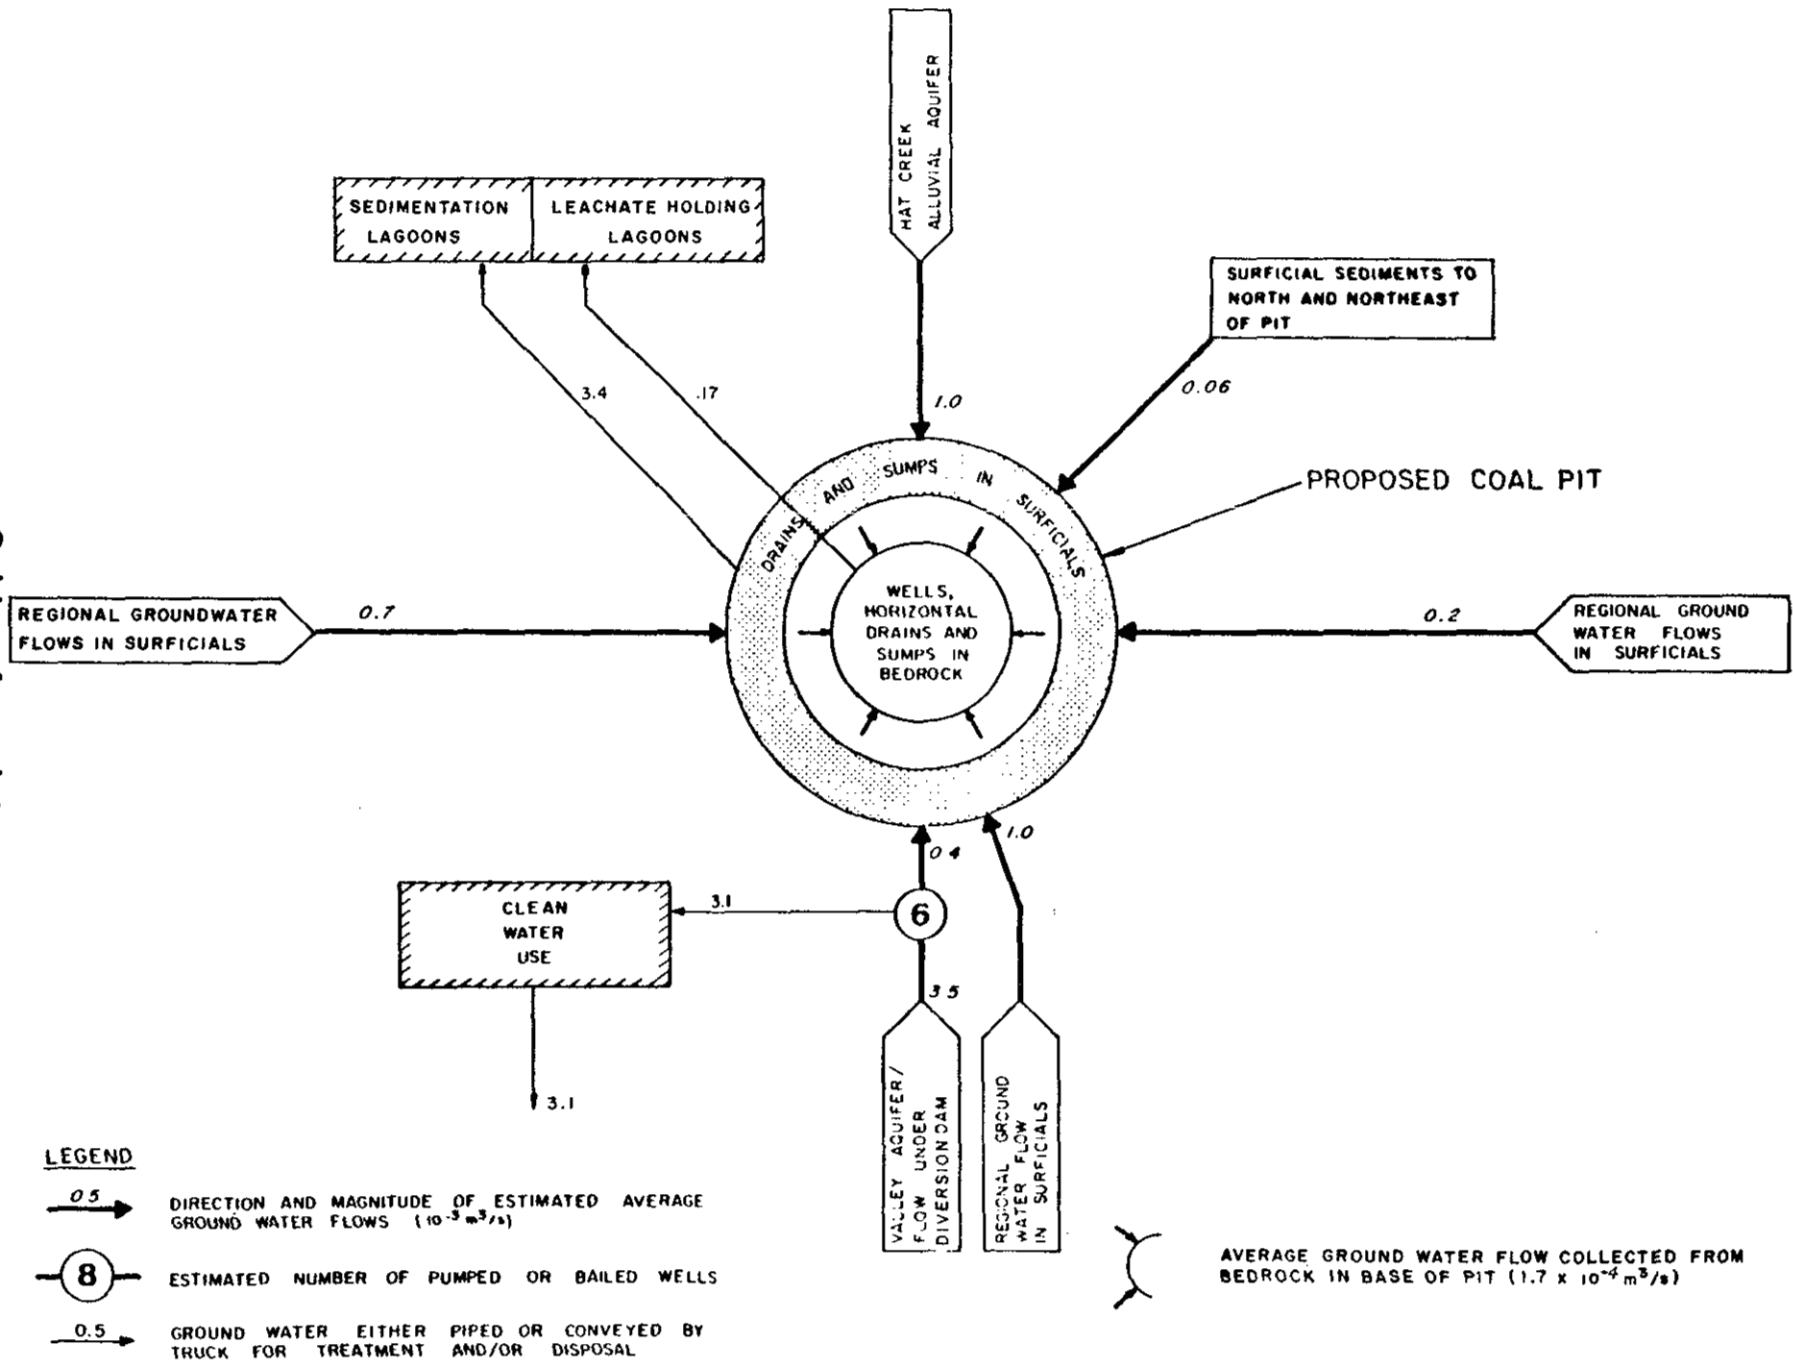 HAT CREEK
ALLUVIAL AQUIFER
SEDIMENTATION
LAGOONS
LEACHATE HOLDING
LAGOONS
SURFICIAL SEDIMENTS TO
NORTH AND NORTHEAST
OF PIT
3.4
.17
1.0
0.06
PROPOSED COAL PIT
DRAINS AND SUMPS IN SURFICIALS
WELLS,
HORIZONTAL
DRAINS AND
SUMPS IN
BEDROCK
REGIONAL GROUNDWATER
FLOWS IN SURFICIALS
0.7
0.2
REGIONAL GROUND
WATER FLOWS
IN SURFICIALS
0 4
1.0
CLEAN
WATER
USE
3.1
6
3 5
3.1
VALLEY AQUIFER/
FLOW UNDER
DIVERSION DAM
REGIONAL GROUND
WATER FLOW
IN SURFICIALS
LEGEND
0 5
DIRECTION AND MAGNITUDE OF ESTIMATED AVERAGE
GROUND WATER FLOWS (10⁻³ m³/s)
8
ESTIMATED NUMBER OF PUMPED OR BAILED WELLS
0.5
GROUND WATER EITHER PIPED OR CONVEYED BY
TRUCK FOR TREATMENT AND/OR DISPOSAL
AVERAGE GROUND WATER FLOW COLLECTED FROM
BEDROCK IN BASE OF PIT (1.7 x 10⁻⁴ m³/s)